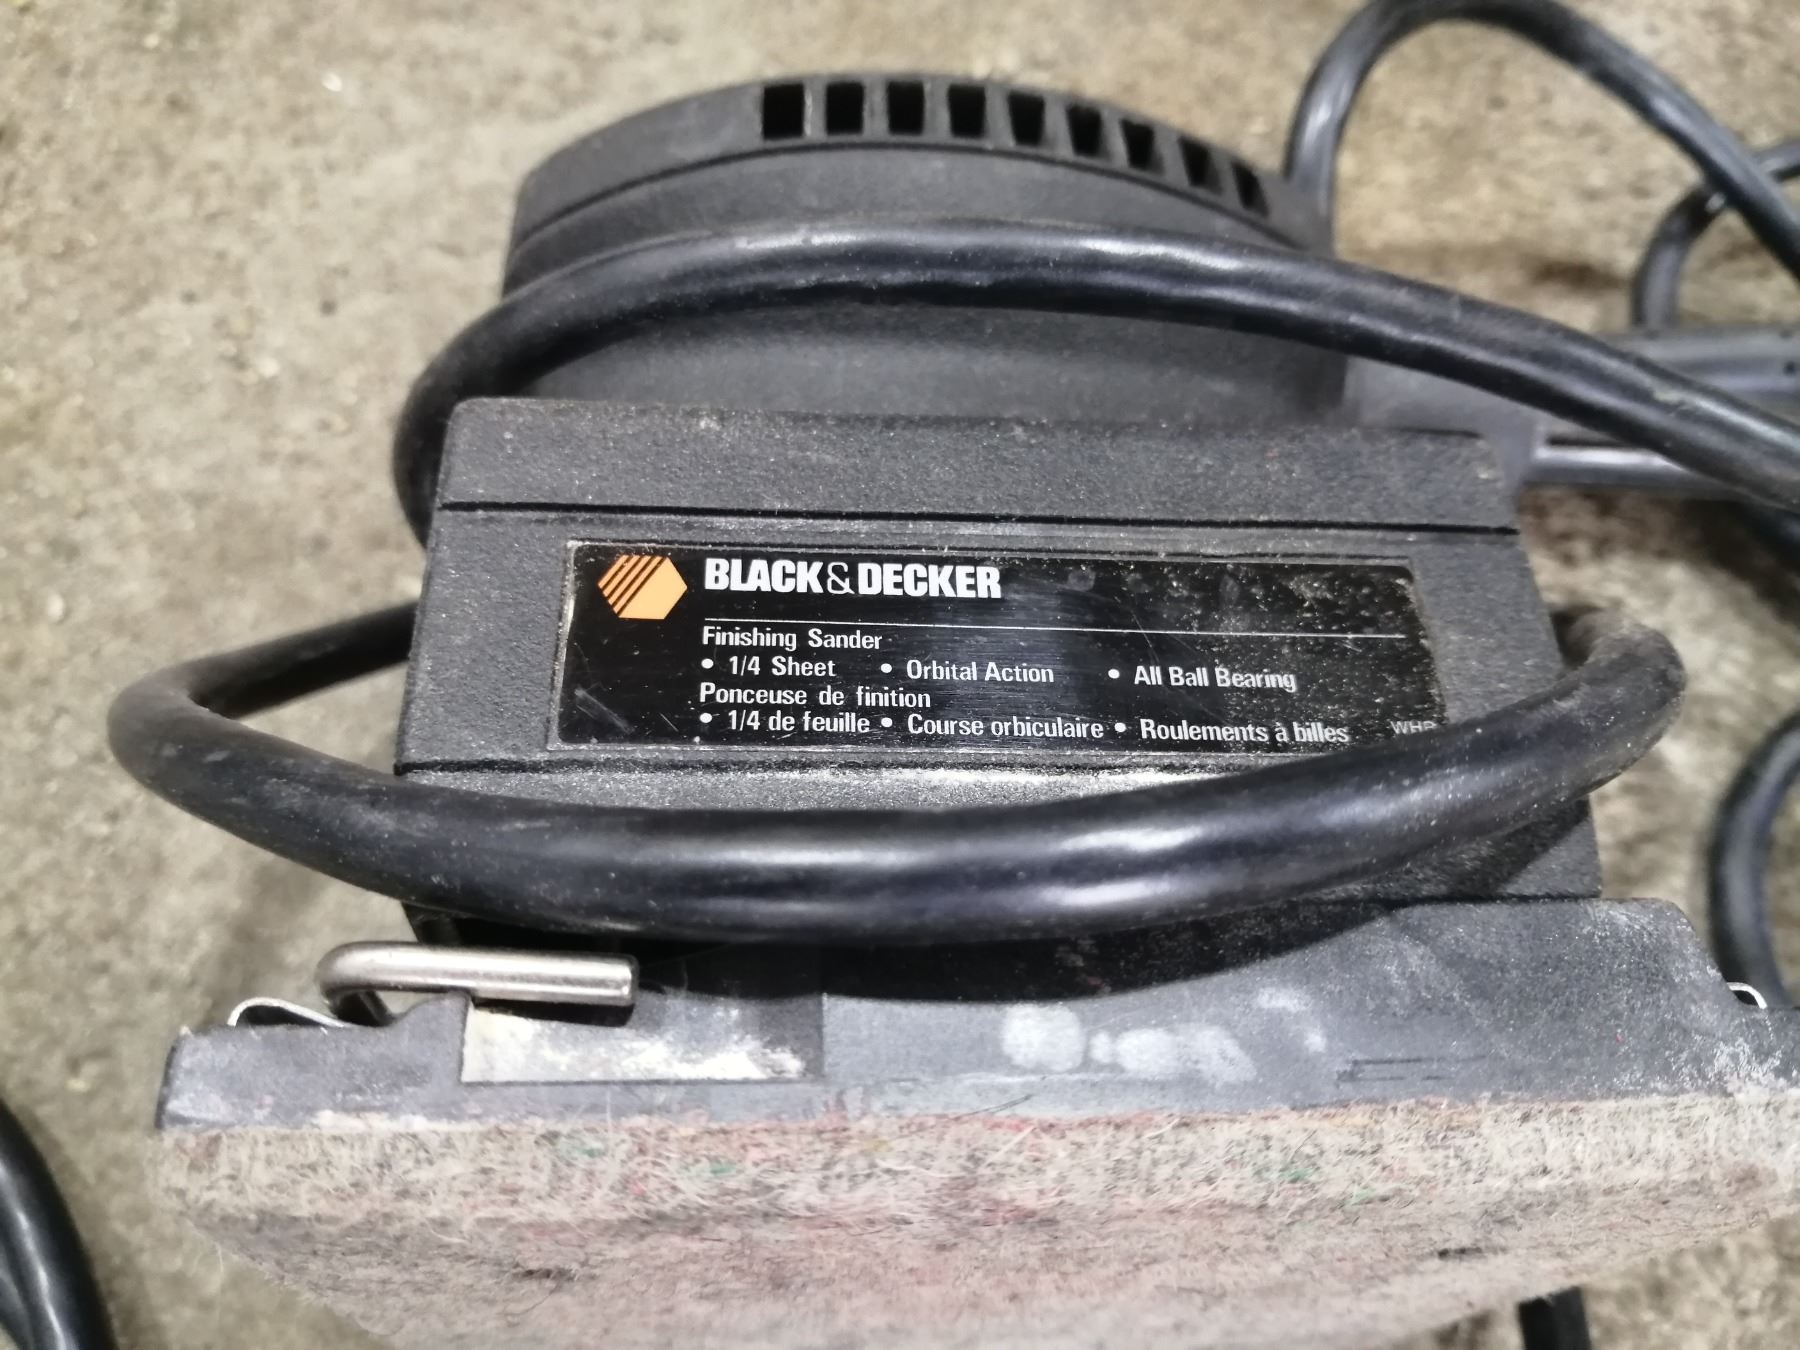 BLACK&DECKER
Finishing Sander
• 1/4 Sheet • Orbital Action • All Ball Bearing
Ponceuse de finition
• 1/4 de feuille • Course orbiculaire • Roulements à billes